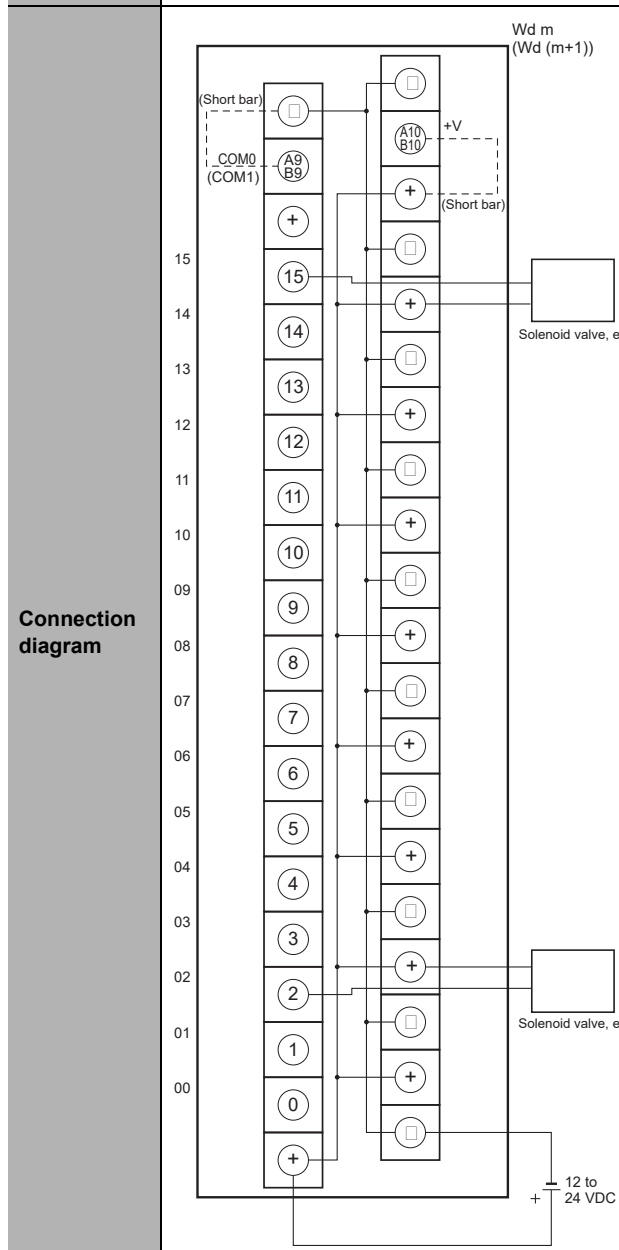 Wd m
(Wd (m+1))
(Short bar)
A10
B10
+V
COM0
(COM1)
A9
B9
+
+
(Short bar)
15
15
+
14
Solenoid valve, e
14
13
13
+
12
12
11
11
+
10
10
09
9
+
08
Connection
diagram
8
07
7
+
06
6
05
5
+
04
4
03
3
+
02
2
Solenoid valve, e
01
1
+
00
0
+
12 to
+ 24 VDC